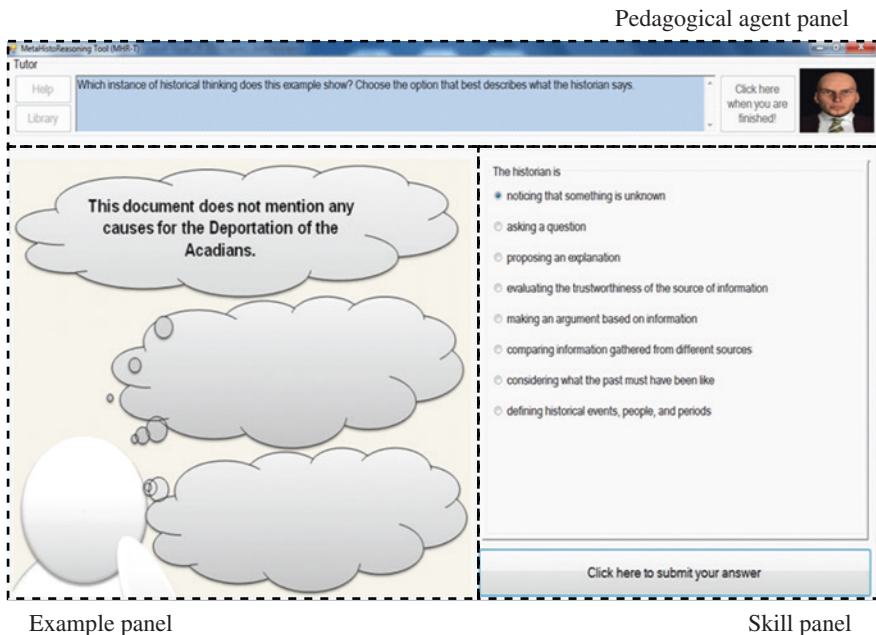 Pedagogical agent panel
MetaHistoReasoning Tool (MHR-T)
Tutor
Help
Library
Which instance of historical thinking does this example show? Choose the option that best describes what the historian says.
Click here
when you are
finished!
This document does not mention any
causes for the Deportation of the
Acadians.
The historian is
noticing that something is unknown
asking a question
proposing an explanation
evaluating the trustworthiness of the source of information
making an argument based on information
comparing information gathered from different sources
considering what the past must have been like
defining historical events, people, and periods
Click here to submit your answer
Example panel
Skill panel